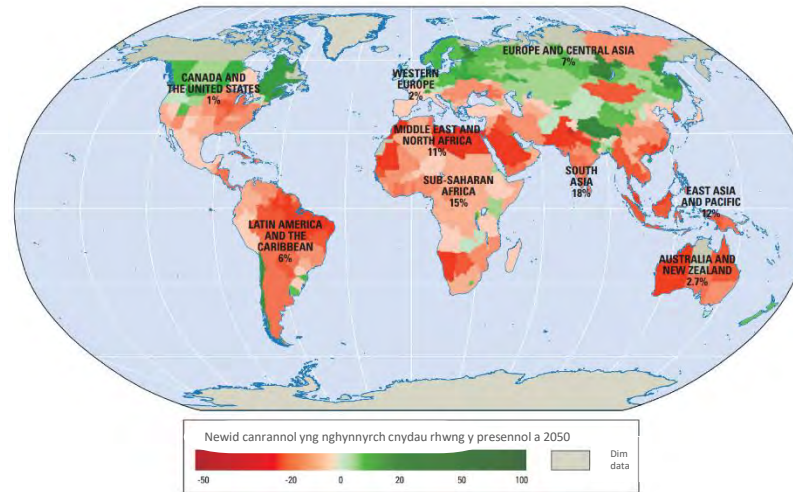 EUROPE AND CENTRAL ASIA
7%
CANADA AND
THE UNITED STATES
1%
WESTERN
EUROPE
2%
MIDDLE EAST AND
NORTH AFRICA
11%
SUB-SAHARAN
AFRICA
15%
SOUTH
ASIA
18%
EAST ASIA
AND PACIFIC
12%
LATIN AMERICA
AND THE
CARIBBEAN
6%
AUSTRALIA AND
NEW ZEALAND
2.7%
Newid canrannol yng nghynnyrch cnydau rhwng y presennol a 2050
-50 -20 0 20 50 100
Dim
data